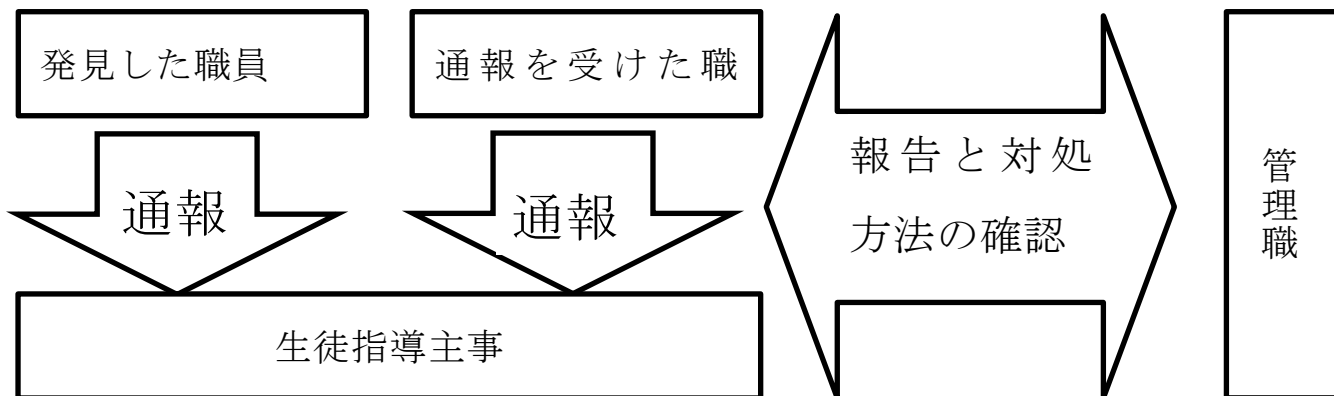 発見した職員
通報を受けた職
通報
通報
生徒指導主事
報告と対処
方法の確認
管理職